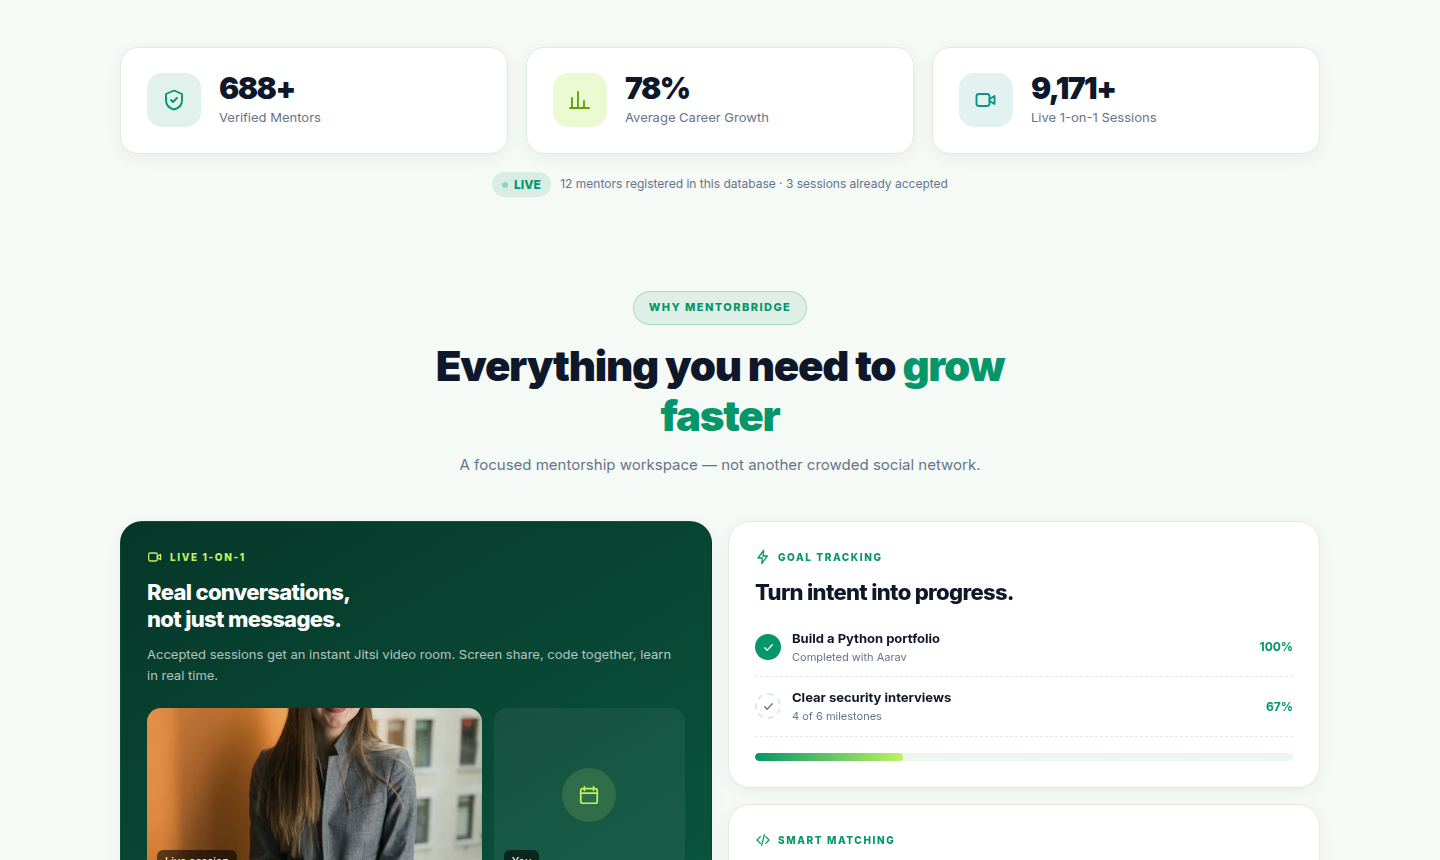 688+
Verified Mentors
78%
Average Career Growth
9,171+
Live 1-on-1 Sessions
LIVE
12 mentors registered in this database · 3 sessions already accepted
WHY MENTORBRIDGE
Everything you need to grow
faster
A focused mentorship workspace — not another crowded social network.
LIVE 1-ON-1
Real conversations,
not just messages.
Accepted sessions get an instant Jitsi video room. Screen share, code together, learn
in real time.
Live session
You
GOAL TRACKING
Turn intent into progress.
Build a Python portfolio
Completed with Aarav
100%
Clear security interviews
4 of 6 milestones
67%
SMART MATCHING